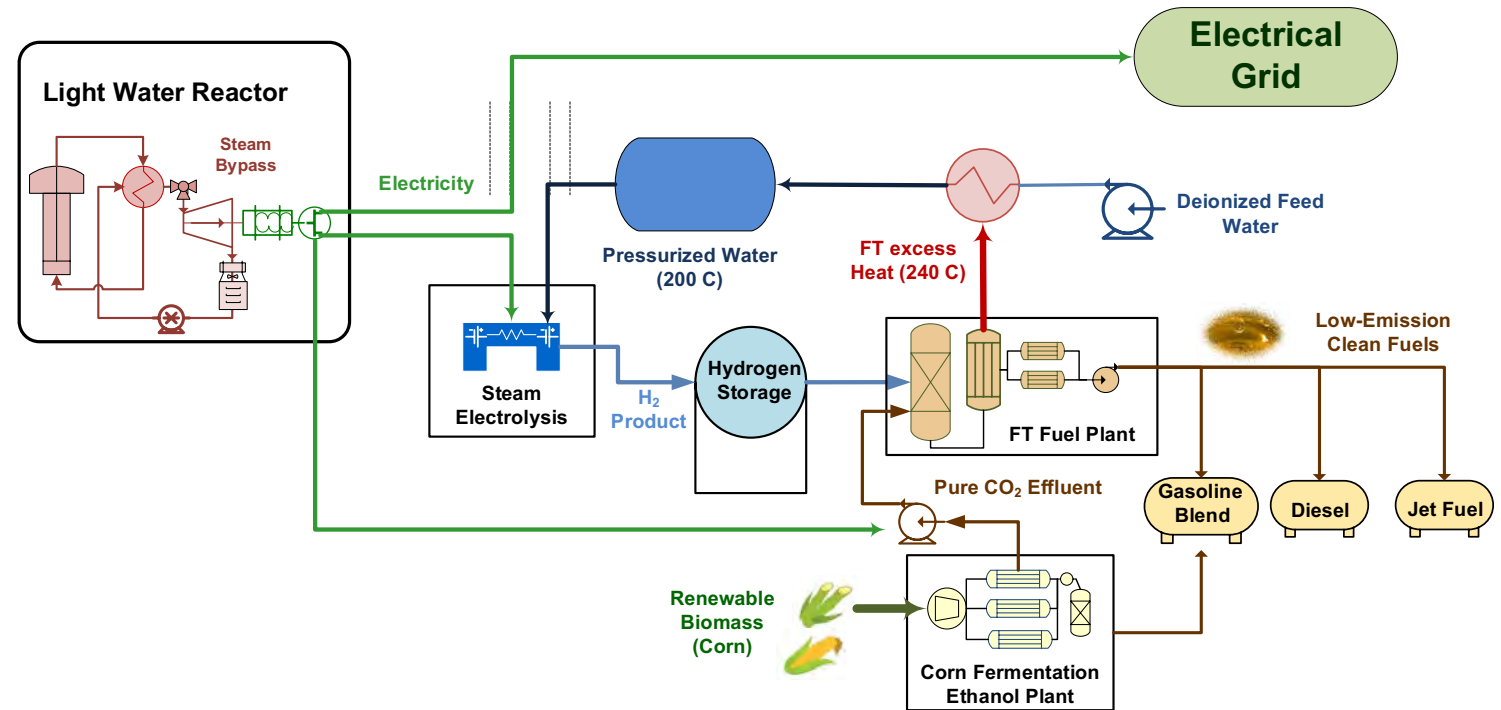 Electrical
Grid
Light Water Reactor
Steam
Bypass
Electricity
Deionized Feed
Water
Pressurized Water
(200 C)
FT excess
Heat (240 C)
Low-Emission
Clean Fuels
Hydrogen
Storage
Steam
Electrolysis
H₂
Product
FT Fuel Plant
Pure CO₂ Effluent
Gasoline
Blend
Diesel
Jet Fuel
Renewable
Biomass
(Corn)
Corn Fermentation
Ethanol Plant